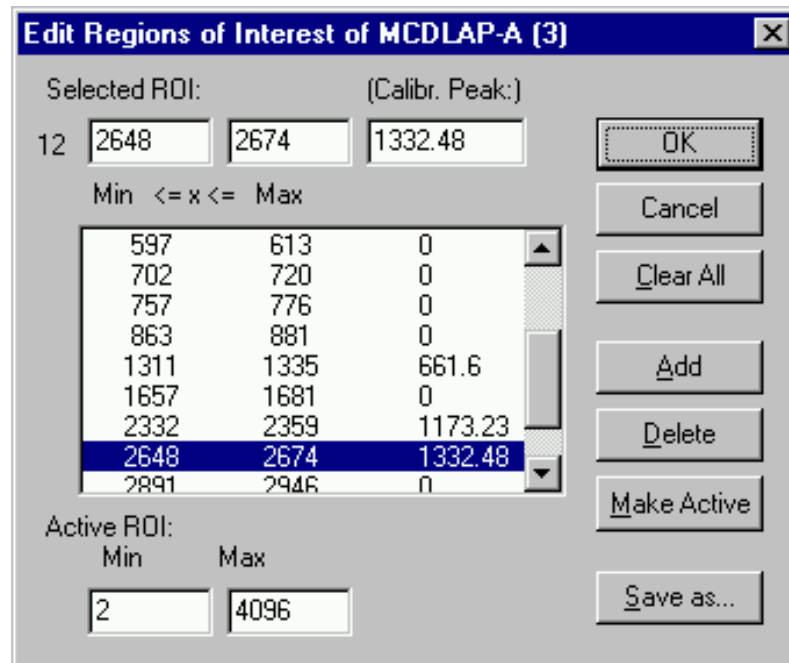 Edit Regions of Interest of MCDLAP-A (3)
Selected ROI: (Calibr. Peak:)
12 2648 2674 1332.48
OK
Min <= x <= Max
Cancel
597 613 0
702 720 0
Clear All
757 776 0
863 881 0
1311 1335 661.6
Add
1657 1681 0
2332 2359 1173.23
Delete
2648 2674 1332.48
2891 2946 0
Make Active
Active ROI:
Min Max
2 4096
Save as...